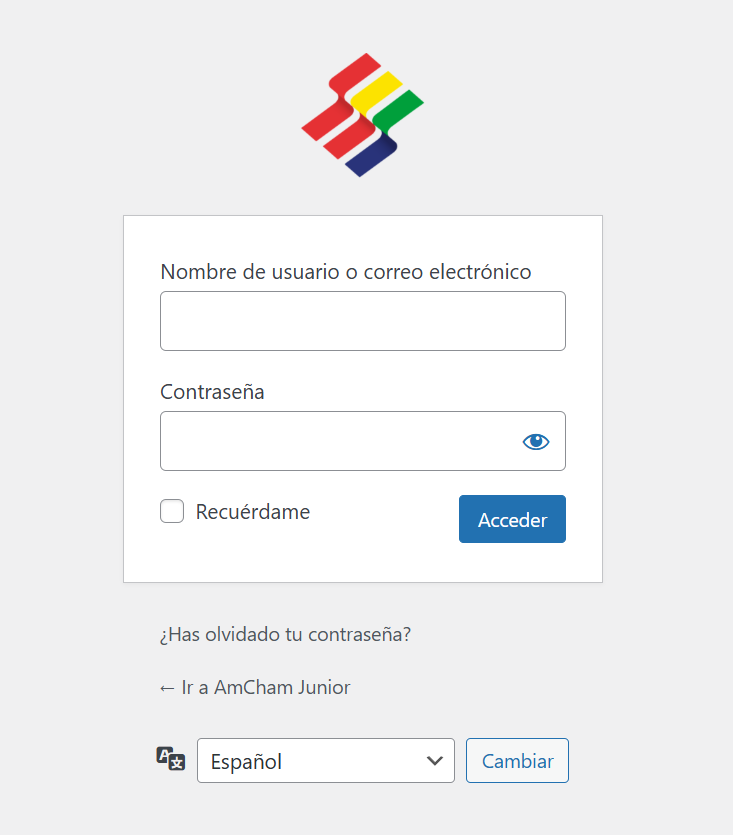 Nombre de usuario o correo electrónico
Contraseña
Recuérdame
Acceder
¿Has olvidado tu contraseña?
← Ir a AmCham Junior
Español
Cambiar